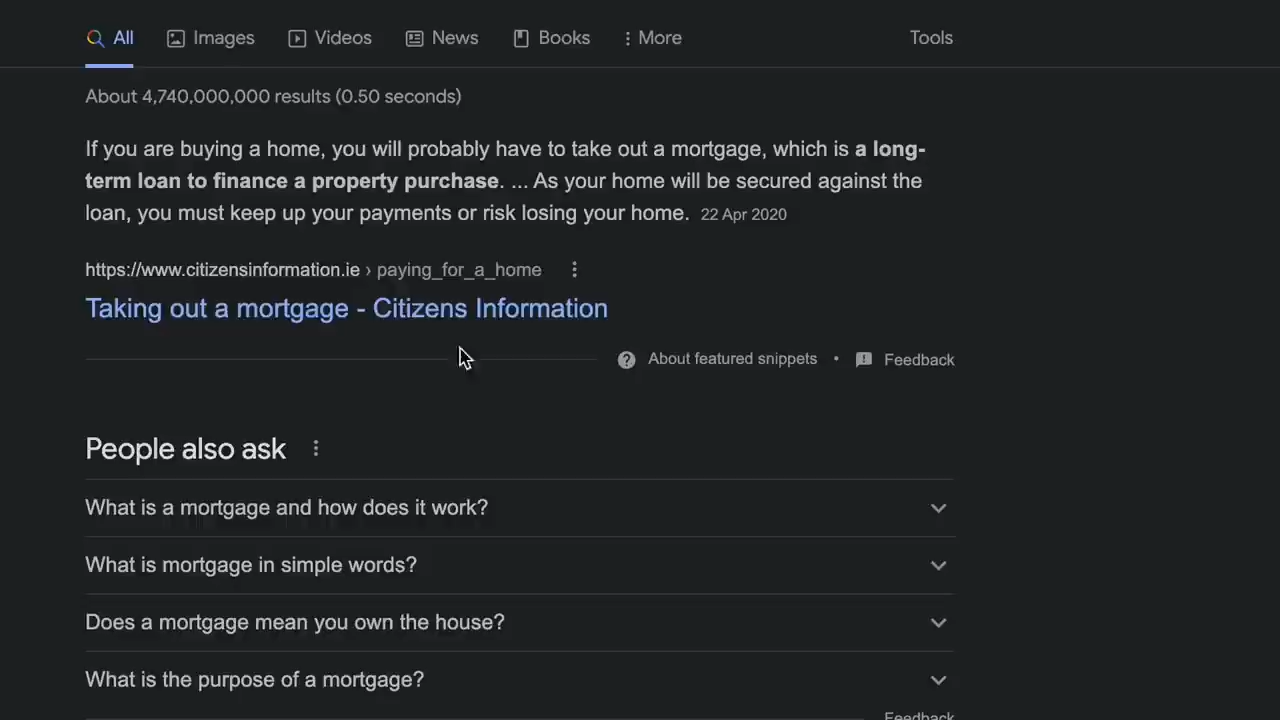 All Images Videos News Books More Tools
About 4,740,000,000 results (0.50 seconds)
If you are buying a home, you will probably have to take out a mortgage, which is a long-
term loan to finance a property purchase. ... As your home will be secured against the
loan, you must keep up your payments or risk losing your home. 22 Apr 2020
https://www.citizensinformation.ie › paying_for_a_home
Taking out a mortgage - Citizens Information
About featured snippets • Feedback
People also ask
What is a mortgage and how does it work?
What is mortgage in simple words?
Does a mortgage mean you own the house?
What is the purpose of a mortgage?
Feedback